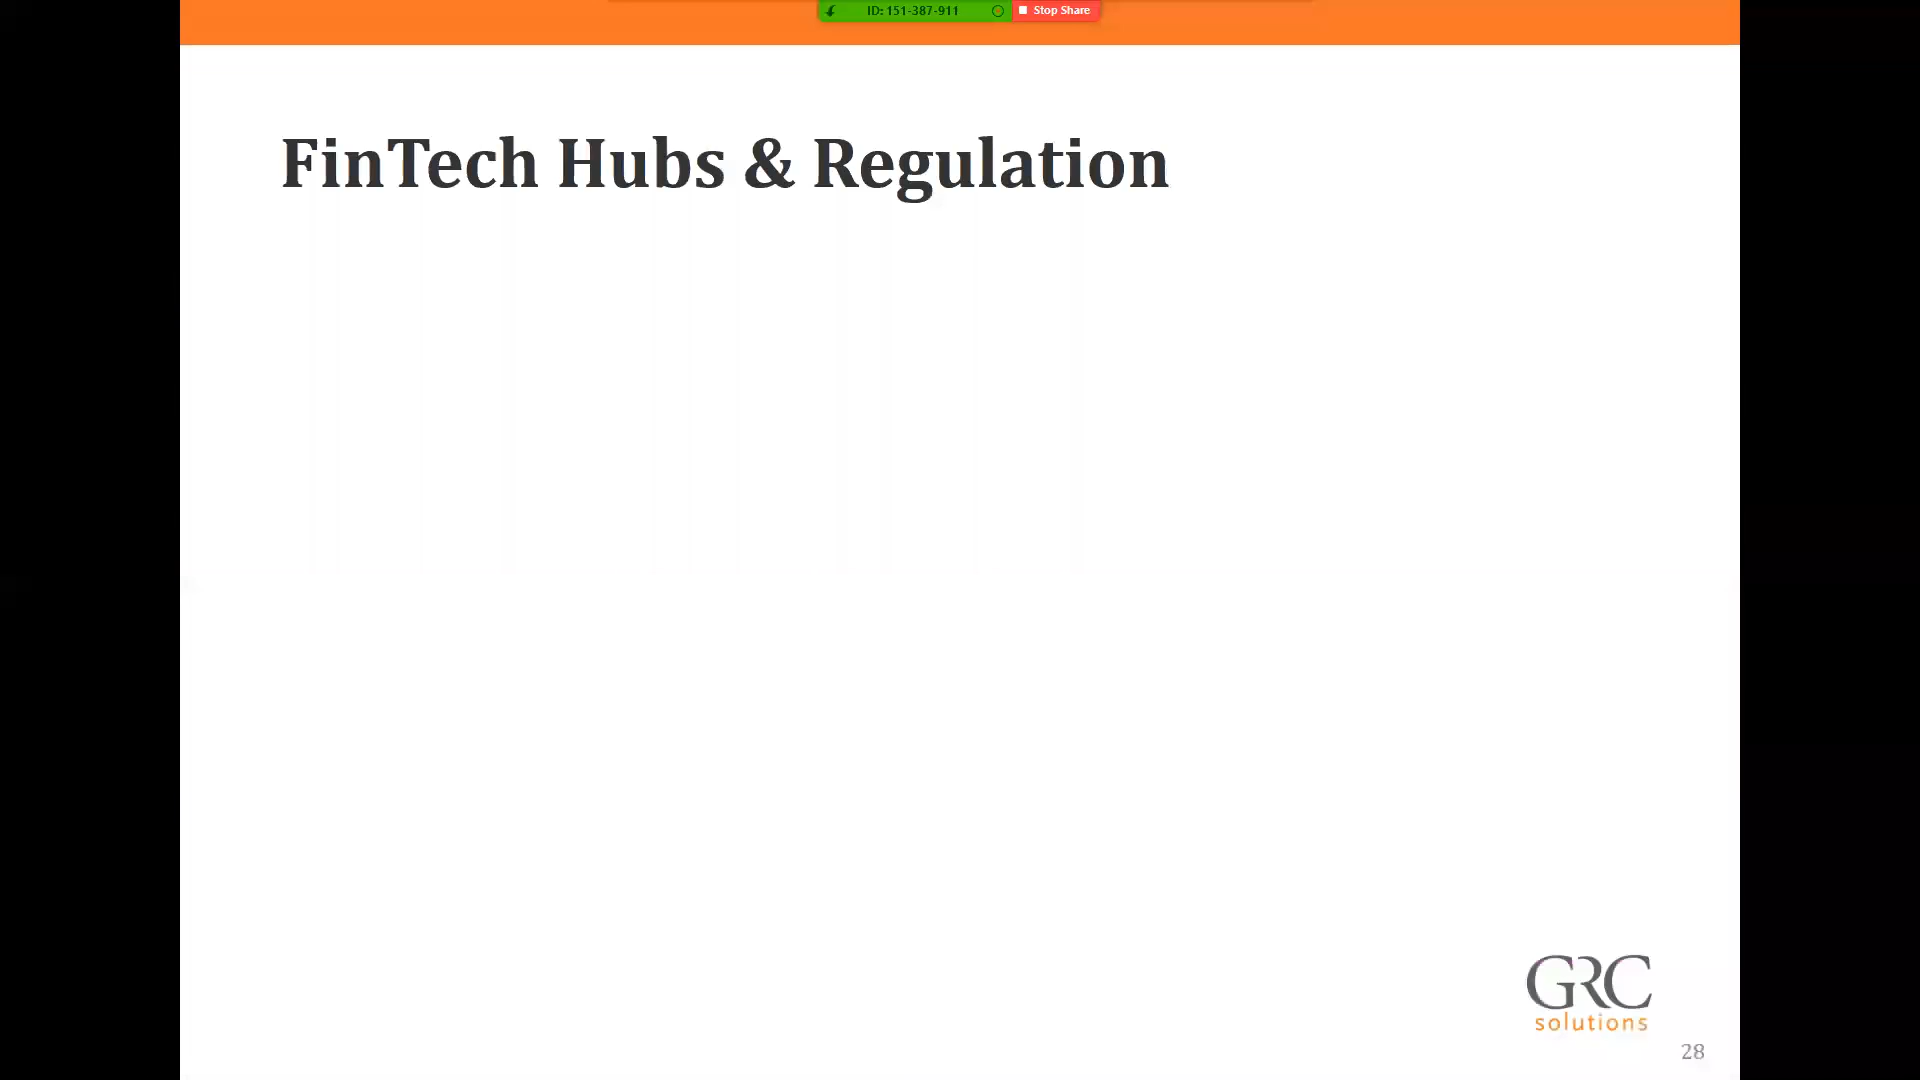 ID: 151-387-911
Stop Share
FinTech Hubs & Regulation
GRC
solutions
28